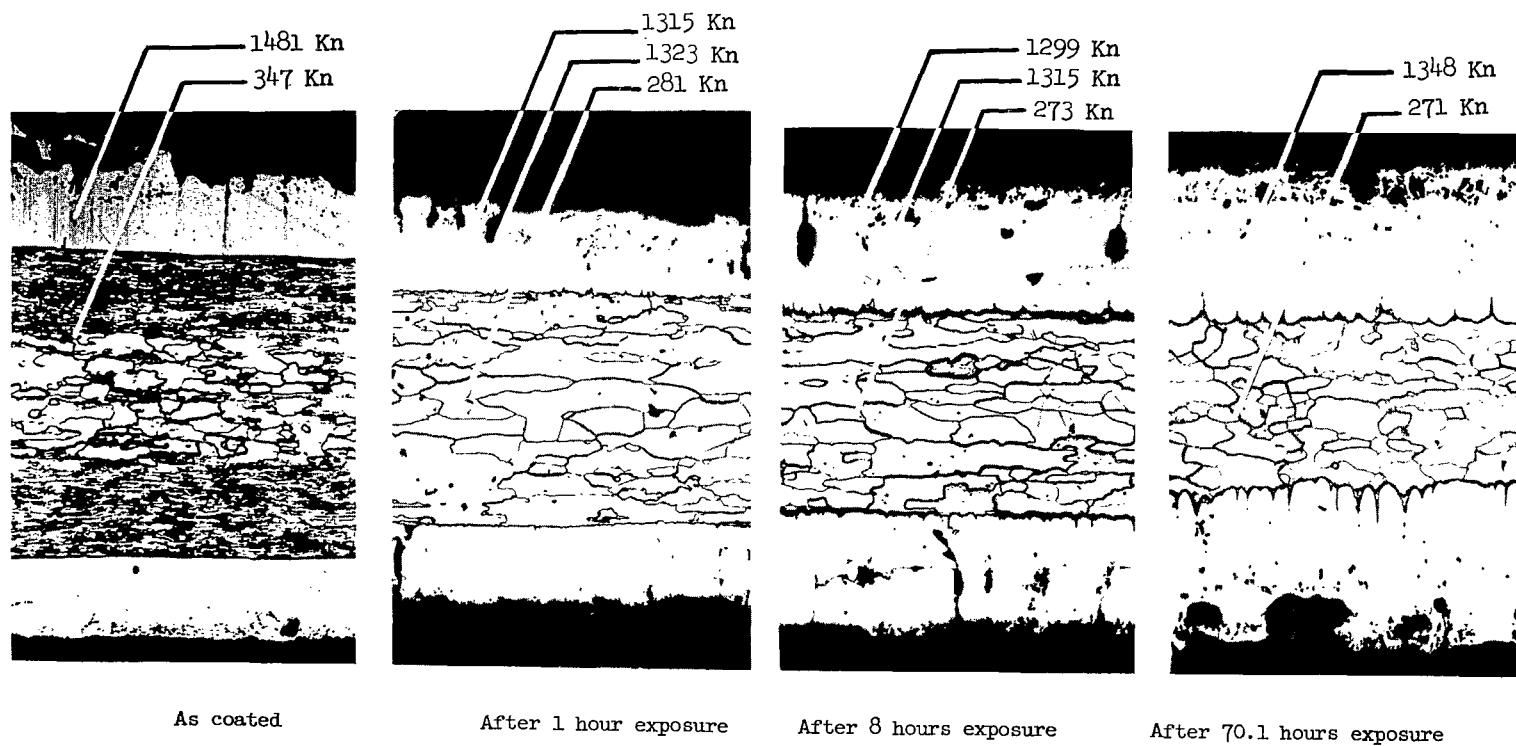 1481 Kn
347 Kn
1315 Kn
1323 Kn
281 Kn
1299 Kn
1315 Kn
273 Kn
1348 Kn
271 Kn
As coated
After 1 hour exposure
After 8 hours exposure
After 70.1 hours exposure